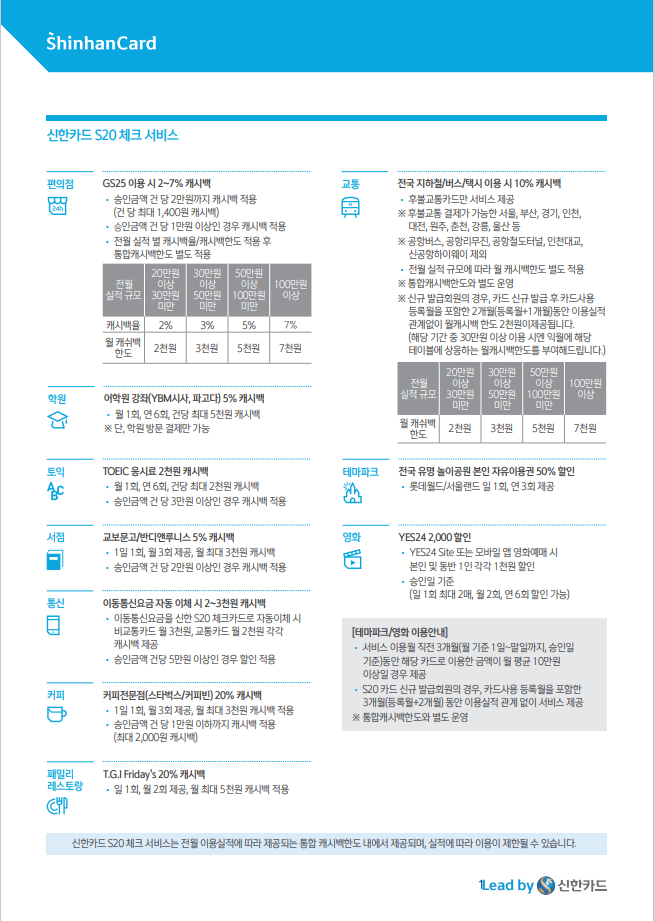 ShinhanCard
신한카드 S20 체크 서비스
편의점
24h
GS25 이용 시 2~7% 캐시백
• 승인금액 건 당 2만원까지 캐시백 적용
(건 당 최대 1,400원 캐시백)
• 승인금액 건 당 1만원 이상인 경우 캐시백 적용
• 전월 실적 별 캐시백율/캐시백한도 적용 후
통합캐시백한도 별도 적용
전월 실적 규모 20만원 이상 30만원 미만 30만원 이상 50만원 미만 50만원 이상 100만원 미만 100만원 이상
캐시백율 2% 3% 5% 7%
월 캐쉬백 한도 2천원 3천원 5천원 7천원
학원
어학원 강좌(YBM시사, 파고다) 5% 캐시백
• 월 1회, 연 6회, 건당 최대 5천원 캐시백
※ 단, 학원 방문 결제만 가능
토익
ABC
TOEIC 응시료 2천원 캐시백
• 월 1회, 연 6회, 건당 최대 2천원 캐시백
• 승인금액 건 당 3만원 이상인 경우 캐시백 적용
서점
교보문고/반디앤루니스 5% 캐시백
• 1일 1회, 월 3회 제공, 월 최대 3천원 캐시백
• 승인금액 건 당 2만원 이상인 경우 캐시백 적용
통신
이동통신요금 자동 이체 시 2~3천원 캐시백
• 이동통신요금을 신한 S20 체크카드로 자동이체 시
비교통카드 월 3천원, 교통카드 월 2천원 각각
캐시백 제공
• 승인금액 건당 5만원 이상인 경우 할인 적용
커피
커피전문점(스타벅스/커피빈) 20% 캐시백
• 1일 1회, 월 3회 제공, 월 최대 3천원 캐시백 적용
• 승인금액 건 당 1만원 이하까지 캐시백 적용
(최대 2,000원 캐시백)
패밀리
레스토랑
T.G.I Friday's 20% 캐시백
• 일 1회, 월 2회 제공, 월 최대 5천원 캐시백 적용
교통
전국 지하철/버스/택시 이용 시 10% 캐시백
• 후불교통카드만 서비스 제공
※ 후불교통 결제가 가능한 서울, 부산, 경기, 인천,
대전, 원주, 춘천, 강릉, 울산 등
※ 공항버스, 공항리무진, 공항철도터널, 인천대교,
신공항하이웨이 제외
• 전월 실적 규모에 따라 월 캐시백한도 별도 적용
※ 통합캐시백한도와 별도 운영
※ 신규 발급회원의 경우, 카드 신규 발급 후 카드사용
등록월을 포함한 2개월(등록월+1개월)동안 이용실적
관계없이 월캐시백 한도 2천원이제공됩니다.
(해당 기간 중 30만원 이상 이용 시엔 익월에 해당
테이블에 상응하는 월캐시백한도를 부여해드립니다.)
전월 실적 규모 20만원 이상 30만원 미만 30만원 이상 50만원 미만 50만원 이상 100만원 미만 100만원 이상
월 캐쉬백 한도 2천원 3천원 5천원 7천원
테마파크
전국 유명 놀이공원 본인 자유이용권 50% 할인
• 롯데월드/서울랜드 일 1회, 연 3회 제공
영화
YES24 2,000 할인
• YES24 Site 또는 모바일 앱 영화예매 시
본인 및 동반 1인 각각 1천원 할인
• 승인일 기준
(일 1회 최대 2매, 월 2회, 연 6회 할인 가능)
[테마파크/영화 이용안내]
• 서비스 이용월 직전 3개월(월 기준 1일~말일까지, 승인일
기준)동안 해당 카드로 이용한 금액이 월 평균 10만원
이상일 경우 제공
• S20 카드 신규 발급회원의 경우, 카드사용 등록월을 포함한
3개월(등록월+2개월) 동안 이용실적 관계 없이 서비스 제공
※ 통합캐시백한도와 별도 운영
신한카드 S20 체크 서비스는 전월 이용실적에 따라 제공되는 통합 캐시백한도 내에서 제공되며, 실적에 따라 이용이 제한될 수 있습니다.
1Lead by 신한카드